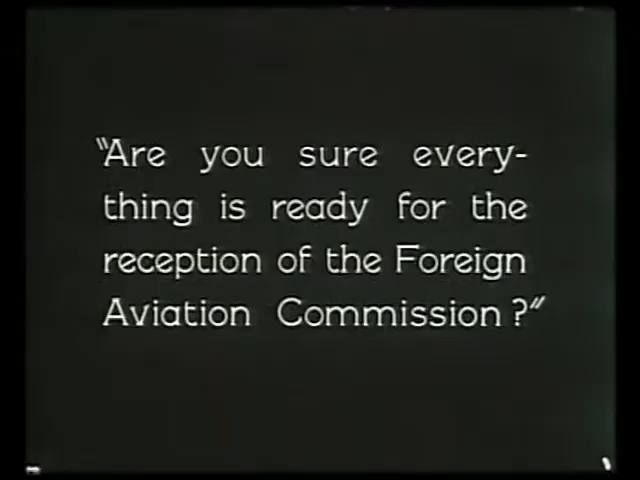 "Are you sure every-
thing is ready for the
reception of the Foreign
Aviation Commission?"